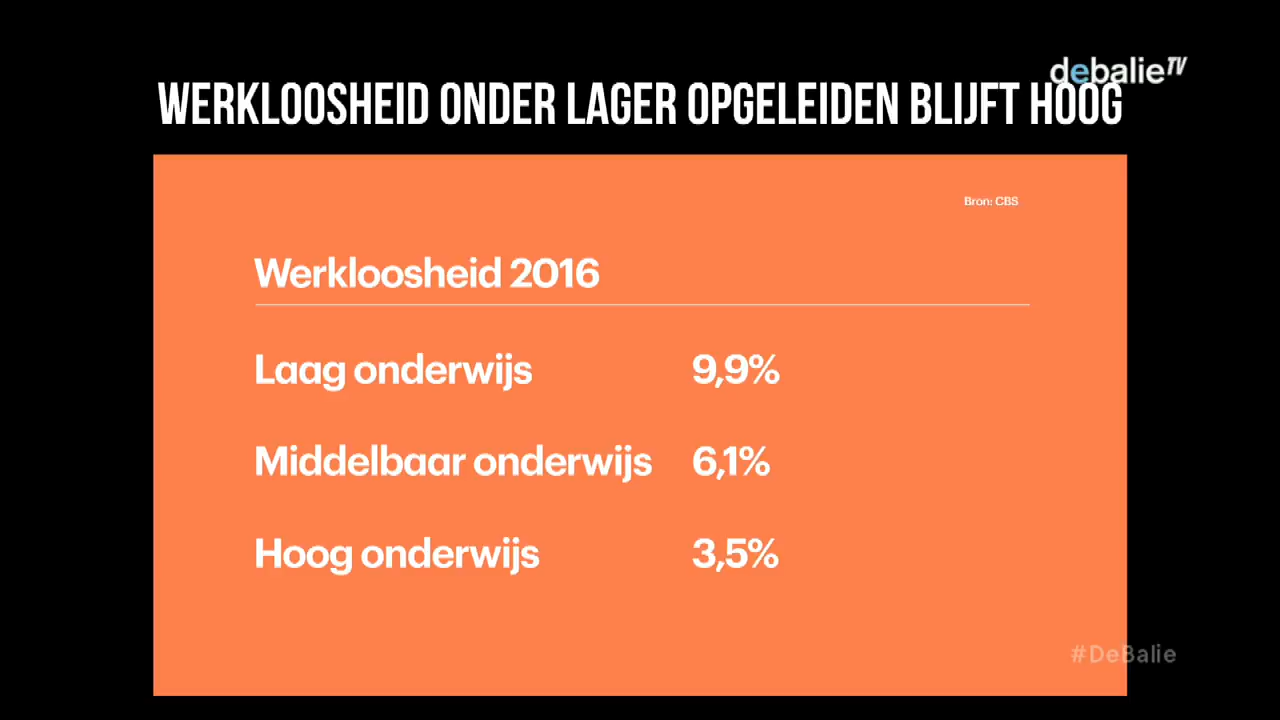 debalieTV
WERKLOOSHEID ONDER LAGER OPGELEIDEN BLIJFT HOOG
Bron: CBS
Werkloosheid 2016
Laag onderwijs 9,9%
Middelbaar onderwijs 6,1%
Hoog onderwijs 3,5%
#DeBalie